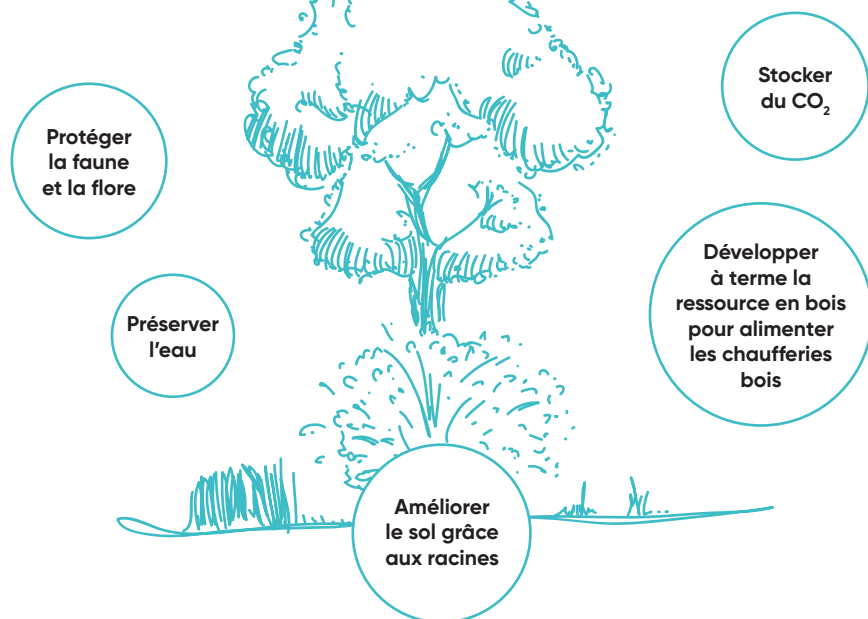 Stocker
du CO₂
Protéger
la faune
et la flore
Développer
à terme la
ressource en bois
pour alimenter
les chaufferies
bois
Préserver
l'eau
Améliorer
le sol grâce
aux racines